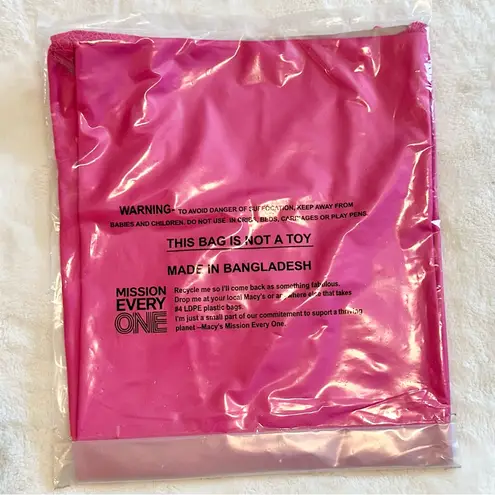 WARNING- TO AVOID DANGER OF SUFFOCATION, KEEP AWAY FROM
BABIES AND CHILDREN. DO NOT USE IN CRIBS, BEDS, CARRIAGES OR PLAY PENS.
THIS BAG IS NOT A TOY
MADE IN BANGLADESH
MISSION
EVERY
ONE
Recycle me so I'll come back as something fabulous.
Drop me at your local Macy's or anywhere else that takes
#4 LDPE plastic bags.
I'm just a small part of our commitement to suport a thriving
planet –Macy's Mission Every One.